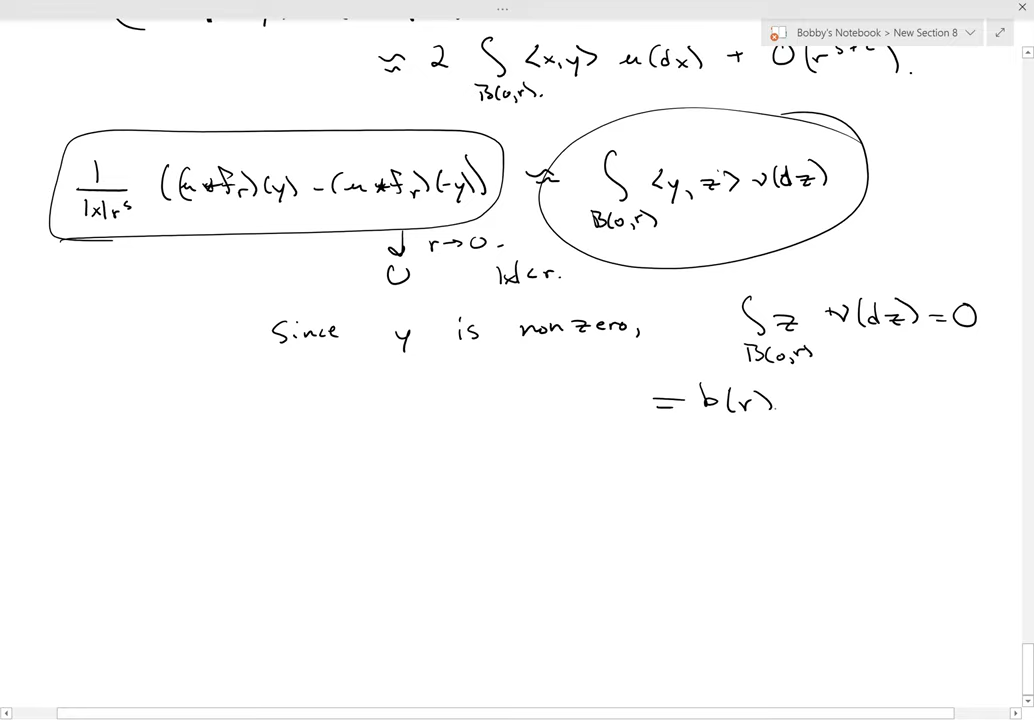 Bobby's Notebook > New Section 8
≈ 2 ∫_{B(0,r).} <x,y> μ(dx) + O(r^{s+2}).
1/(|x|r^s) ((μ*f_r)(y) - (μ*f_r)(-y)) ≈ ∫_{B(0,r)} <y,z> ν(dz)
↓ r→0.
0 |x|<r.
Since y is nonzero, ∫_{B(0,r)} z ν(dz) = 0
= b(r).